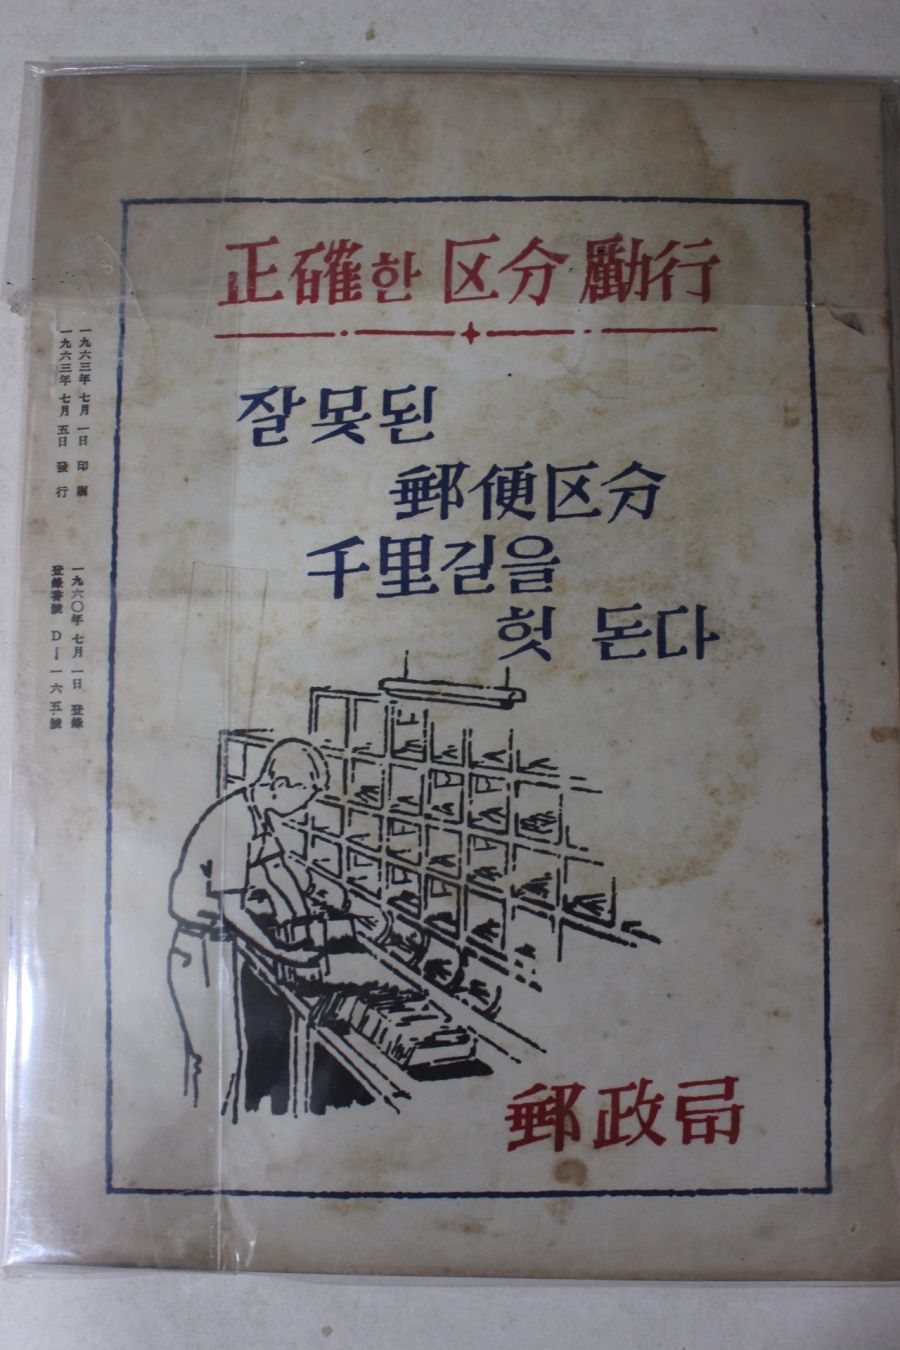 正確한 区分 勵行
잘못된
郵便区分
千里길을
헛 돈다
郵政局
一九六三年 七月 一日 印刷
一九六三年 七月 五日 發行
一九六〇年 七月 一日 登錄
登錄番號 D―一六五號